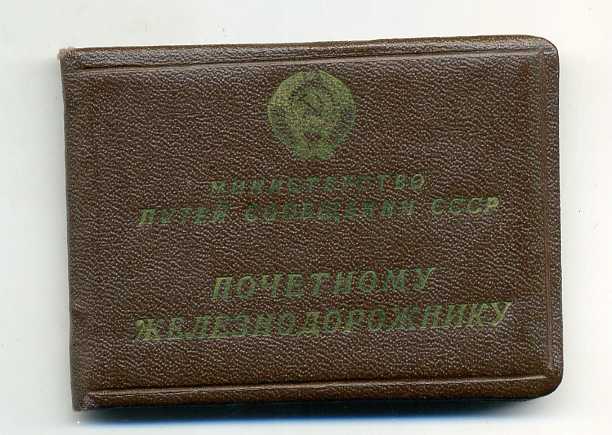 МИНИСТЕРСТВО
ПУТЕЙ СООБЩЕНИЯ СССР
ПОЧЕТНОМУ
ЖЕЛЕЗНОДОРОЖНИКУ